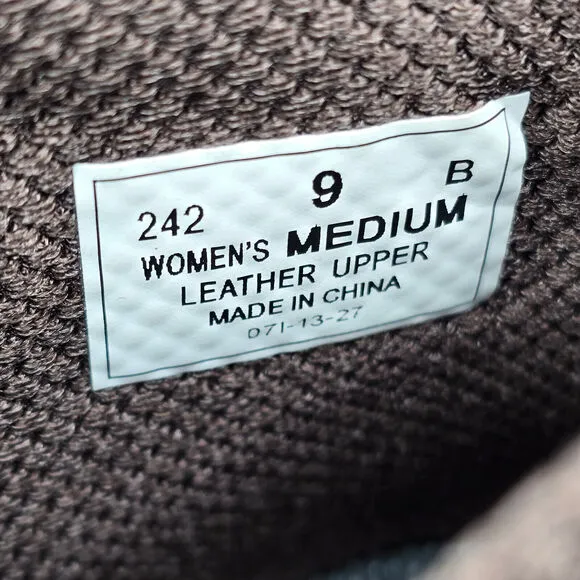 242 9 B
WOMEN'S MEDIUM
LEATHER UPPER
MADE IN CHINA
071-13-27